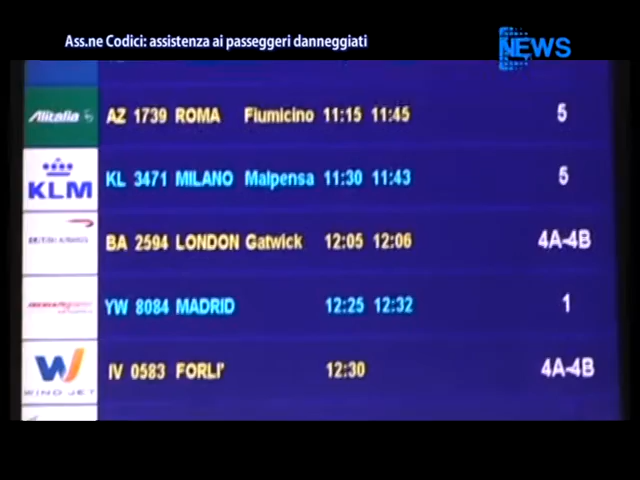 Ass.ne Codici: assistenza ai passeggeri danneggiati
NEWS
Alitalia AZ 1739 ROMA Fiumicino 11:15 11:45 5
KLM KL 3471 MILANO Malpensa 11:30 11:43 5
BRITISH AIRWAYS BA 2594 LONDON Gatwick 12:05 12:06 4A-4B
YW 8084 MADRID 12:25 12:32 1
WIND JET IV 0583 FORLI' 12:30 4A-4B